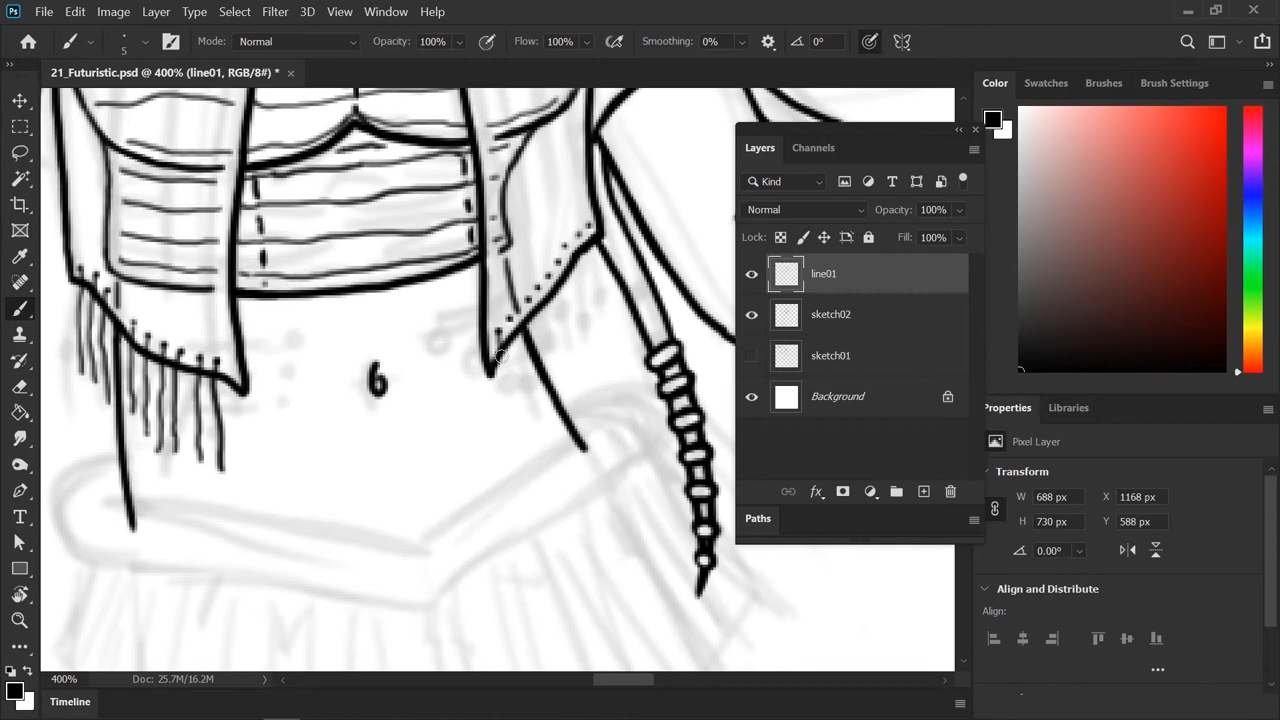 File Edit Image Layer Type Select Filter 3D View Window Help
5 Mode: Normal Opacity: 100% Flow: 100% Smoothing: 0% 0°
21_Futuristic.psd @ 400% (line01, RGB/8#) *
Color Swatches Brushes Brush Settings
Layers Channels
Kind
Normal Opacity: 100%
Lock: Fill: 100%
line01
sketch02
sketch01
Background
fx
Paths
Properties Libraries
Pixel Layer
Transform
W 688 px X 1168 px
H 730 px Y 588 px
0.00°
Align and Distribute
Align:
400% Doc: 25.7M/16.2M
Timeline